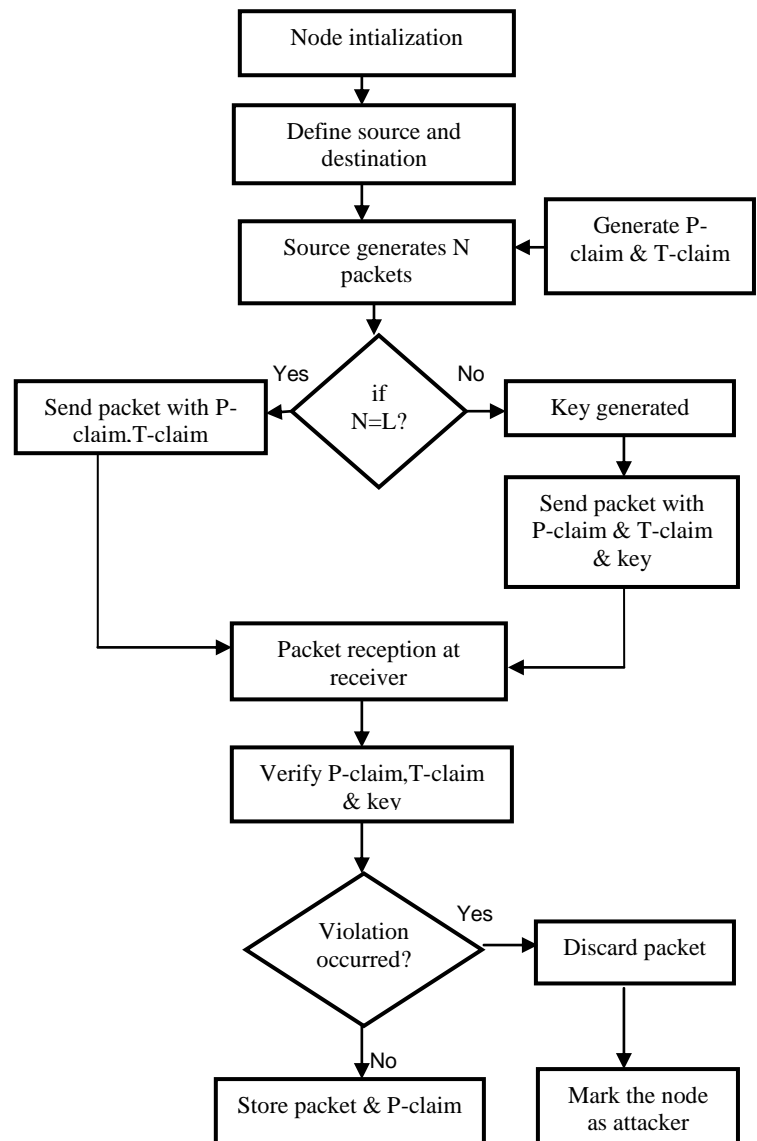 Node intialization
Define source and
destination
Source generates N
packets
Generate P-
claim & T-claim
if
N=L?
Yes
No
Send packet with P-
claim.T-claim
Key generated
Send packet with
P-claim & T-claim
& key
Packet reception at
receiver
Verify P-claim,T-claim
& key
Violation
occurred?
Yes
No
Discard packet
Store packet & P-claim
Mark the node
as attacker